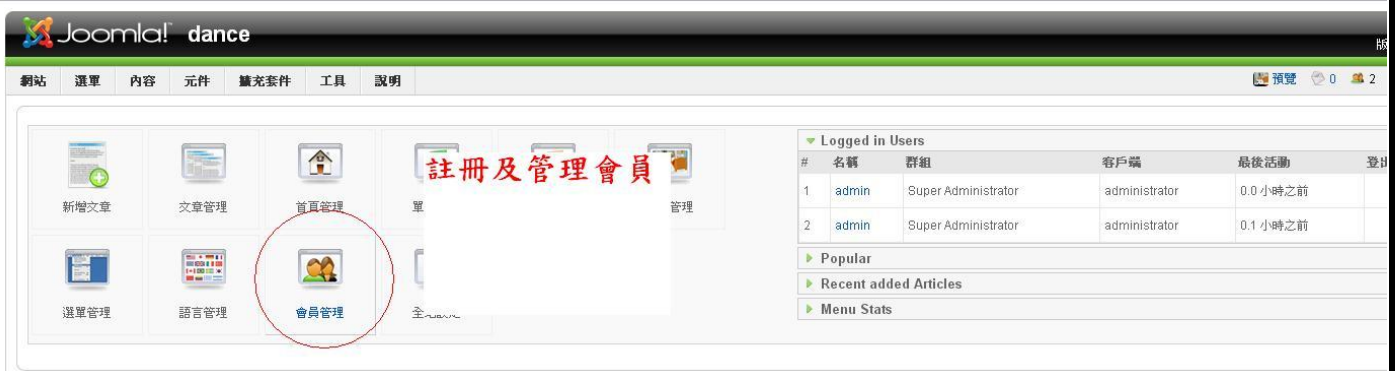 Joomla! dance
版
網站 選單 內容 元件 擴充套件 工具 說明
預覽 0 2
新增文章 文章管理 首頁管理 單 管理
註冊及管理會員
選單管理 語言管理 會員管理
Logged in Users
# 名稱 群組 客戶端 最後活動 登出
1 admin Super Administrator administrator 0.0 小時之前
2 admin Super Administrator administrator 0.1 小時之前
Popular
Recent added Articles
Menu Stats